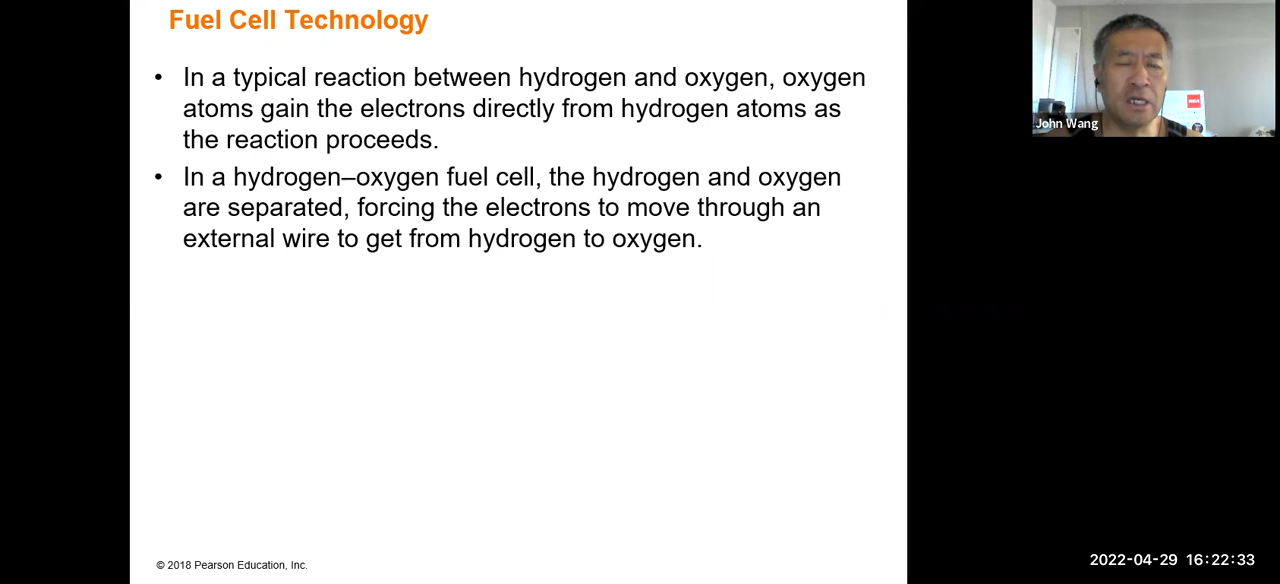 Fuel Cell Technology
• In a typical reaction between hydrogen and oxygen, oxygen
atoms gain the electrons directly from hydrogen atoms as
the reaction proceeds.
• In a hydrogen–oxygen fuel cell, the hydrogen and oxygen
are separated, forcing the electrons to move through an
external wire to get from hydrogen to oxygen.
© 2018 Pearson Education, Inc.
John Wang
2022-04-29 16:22:33